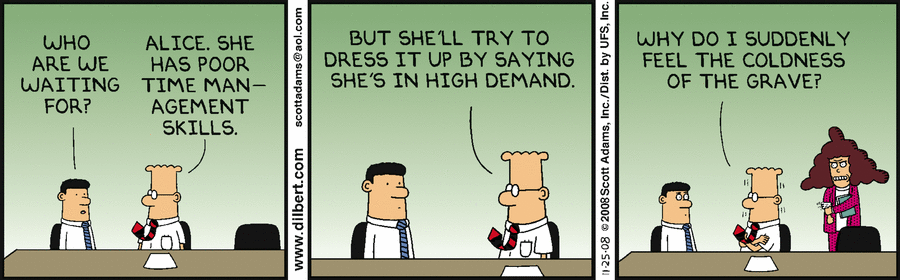 WHO
ARE WE
WAITING
FOR?
ALICE. SHE
HAS POOR
TIME MAN-
AGEMENT
SKILLS.
www.dilbert.com scottadams@aol.com
BUT SHE'LL TRY TO
DRESS IT UP BY SAYING
SHE'S IN HIGH DEMAND.
11-25-08 © 2008 Scott Adams, Inc./Dist. by UFS, Inc.
WHY DO I SUDDENLY
FEEL THE COLDNESS
OF THE GRAVE?